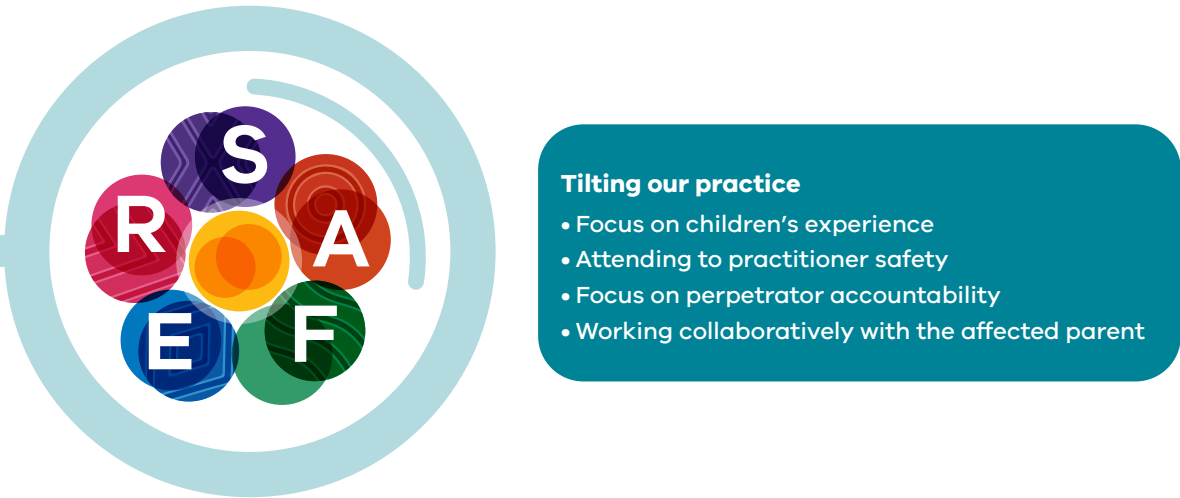 S
A
F
E
R
Tilting our practice
• Focus on children’s experience
• Attending to practitioner safety
• Focus on perpetrator accountability
• Working collaboratively with the affected parent